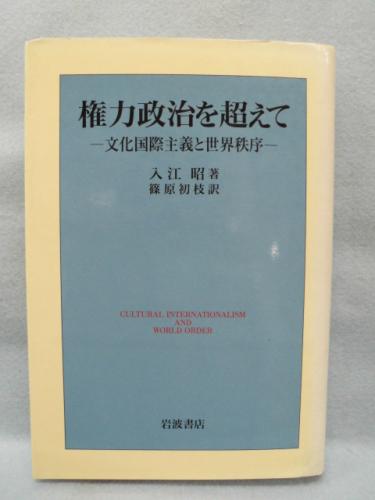 権力政治を超えて
―文化国際主義と世界秩序―
入江 昭 著
篠原初枝 訳
CULTURAL INTERNATIONALISM
AND
WORLD ORDER
岩波書店